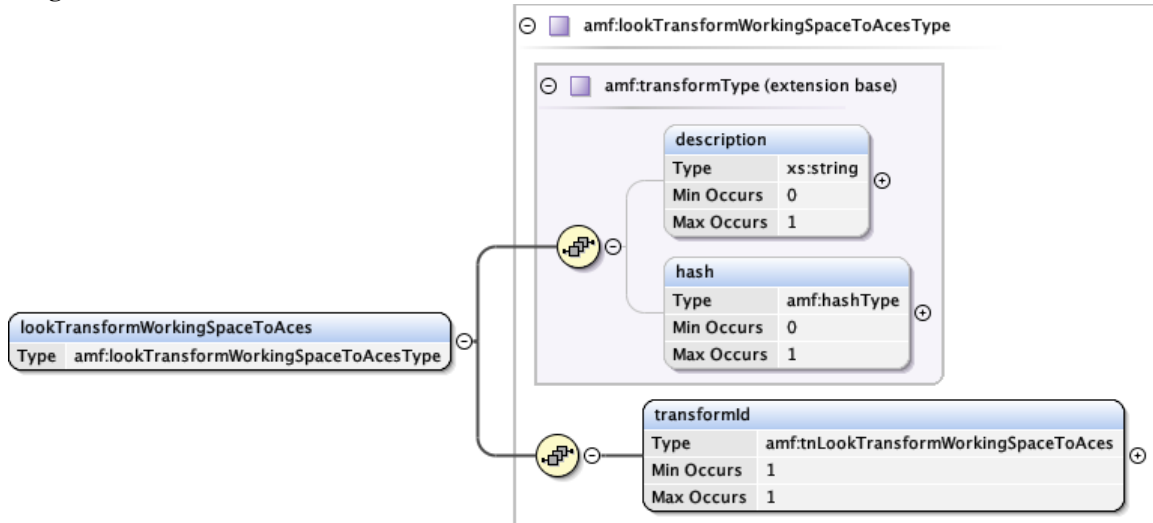 amf:lookTransformWorkingSpaceToAcesType
amf:transformType (extension base)
description
Type xs:string
Min Occurs 0
Max Occurs 1
hash
Type amf:hashType
Min Occurs 0
Max Occurs 1
lookTransformWorkingSpaceToAces
Type amf:lookTransformWorkingSpaceToAcesType
transformId
Type amf:tnLookTransformWorkingSpaceToAces
Min Occurs 1
Max Occurs 1